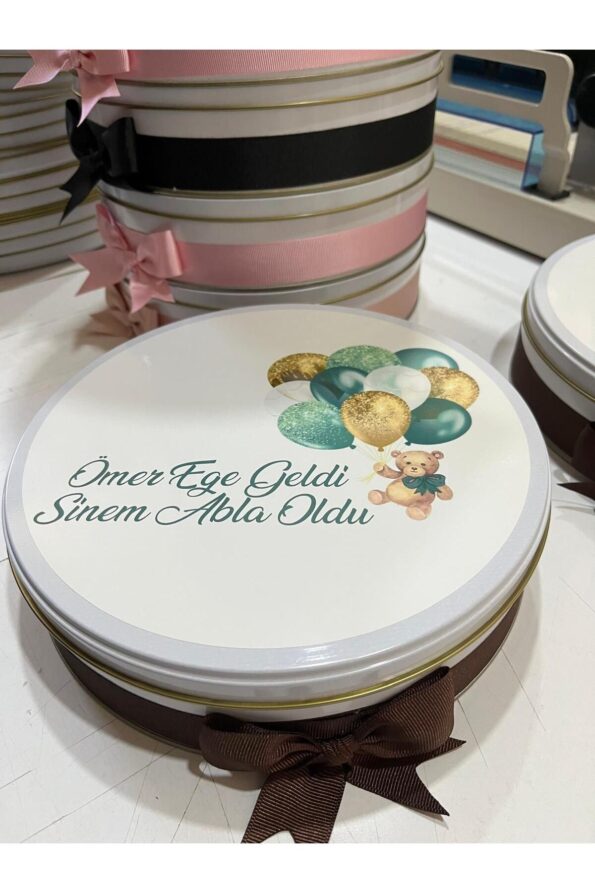 Ömer Ege Geldi
Sinem Abla Oldu